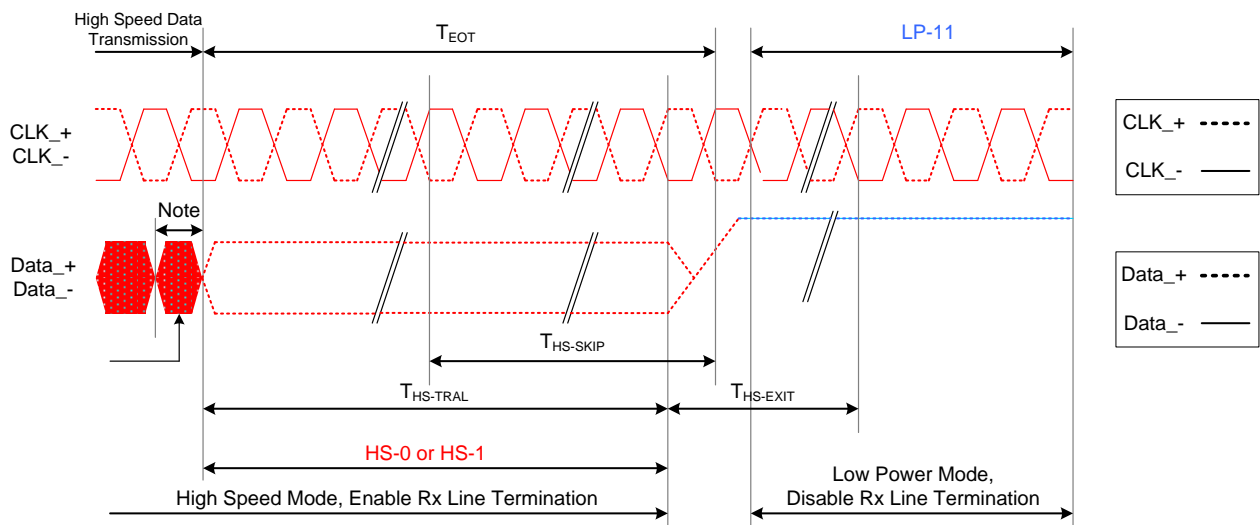 High Speed Data
Transmission
TEOT
LP-11
CLK_+
CLK_-
CLK_+
CLK_-
Note
Data_+
Data_-
Data_+
Data_-
THS-SKIP
THS-TRAL
THS-EXIT
HS-0 or HS-1
High Speed Mode, Enable Rx Line Termination
Low Power Mode,
Disable Rx Line Termination